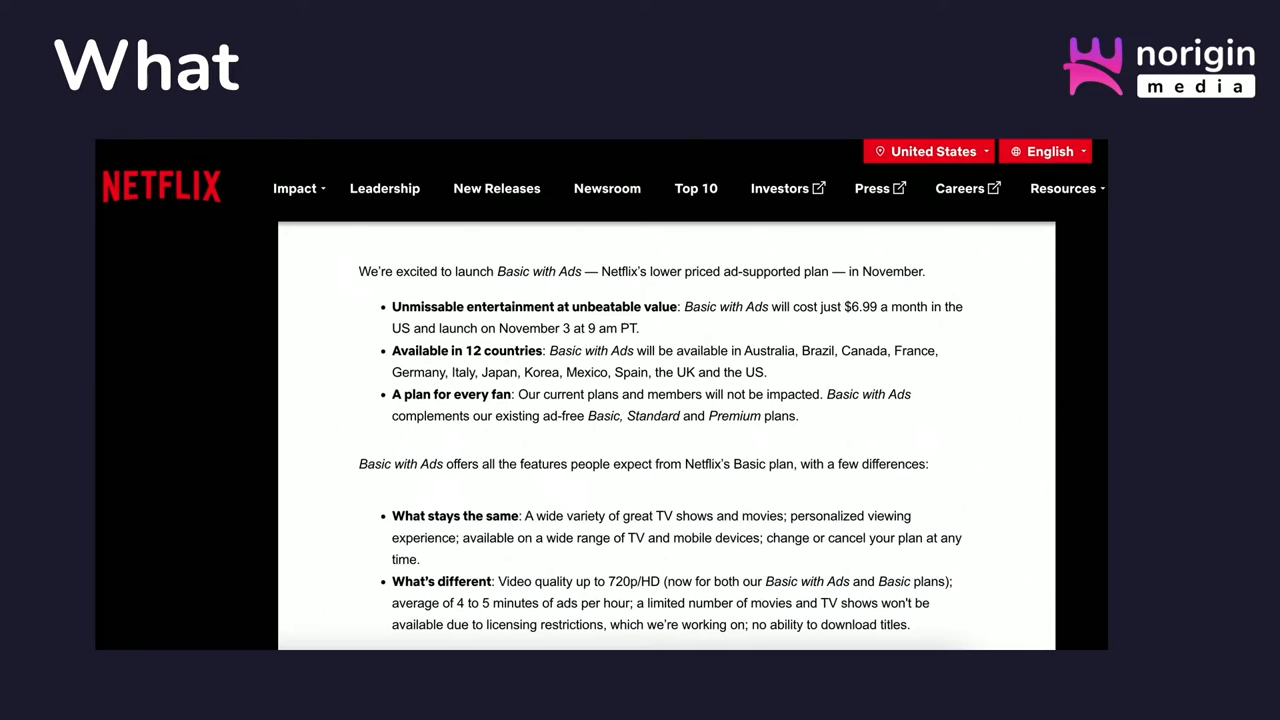 What
norigin
media
United States
English
NETFLIX
Impact
Leadership
New Releases
Newsroom
Top 10
Investors
Press
Careers
Resources
We’re excited to launch Basic with Ads — Netflix’s lower priced ad-supported plan — in November.
• Unmissable entertainment at unbeatable value: Basic with Ads will cost just $6.99 a month in the
US and launch on November 3 at 9 am PT.
• Available in 12 countries: Basic with Ads will be available in Australia, Brazil, Canada, France,
Germany, Italy, Japan, Korea, Mexico, Spain, the UK and the US.
• A plan for every fan: Our current plans and members will not be impacted. Basic with Ads
complements our existing ad-free Basic, Standard and Premium plans.
Basic with Ads offers all the features people expect from Netflix’s Basic plan, with a few differences:
• What stays the same: A wide variety of great TV shows and movies; personalized viewing
experience; available on a wide range of TV and mobile devices; change or cancel your plan at any
time.
• What’s different: Video quality up to 720p/HD (now for both our Basic with Ads and Basic plans);
average of 4 to 5 minutes of ads per hour; a limited number of movies and TV shows won't be
available due to licensing restrictions, which we’re working on; no ability to download titles.